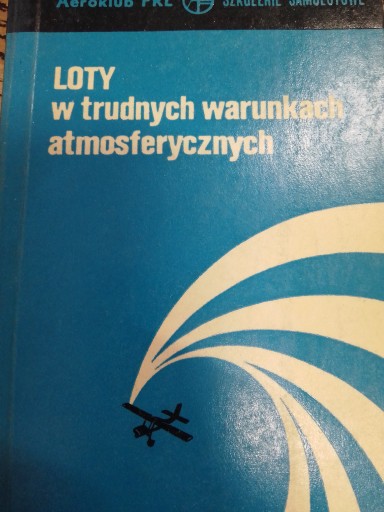 Aeroklub PRL SZKOLENIE SAMOLOTOWE
LOTY
w trudnych warunkach
atmosferycznych